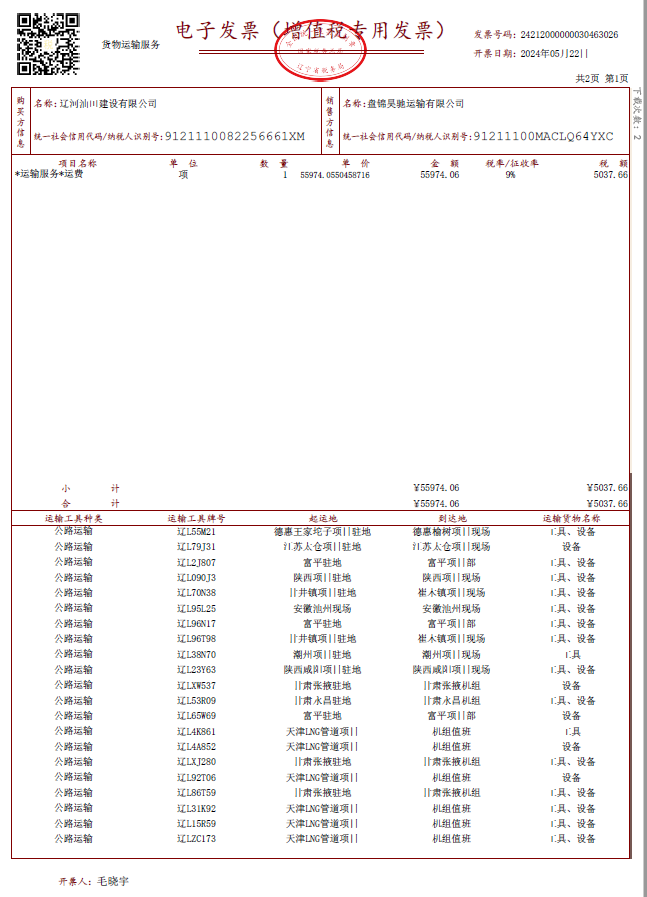 货物运输服务
电子发票（增值税专用发票）
辽宁省税务局
发票号码: 24212000000030463026
开票日期: 2024年05月22日
共2页 第1页
下载次数: 2
购买方信息
名称: 辽河油田建设有限公司
统一社会信用代码/纳税人识别号: 9121110082256661XM
销售方信息
名称: 盘锦昊驰运输有限公司
统一社会信用代码/纳税人识别号: 91211100MACLQ64YXC
项目名称 单位 数量 单价 金额 税率/征收率 税额
*运输服务*运费 项 1 55974.0550458716 55974.06 9% 5037.66
小计 ¥55974.06 ¥5037.66
合计 ¥55974.06 ¥5037.66
运输工具种类 运输工具牌号 起运地 到达地 运输货物名称
公路运输 辽L55M21 德惠王家坨子项目驻地 德惠榆树项目现场 工具、设备
公路运输 辽L79J31 江苏太仓项目驻地 江苏太仓项目现场 设备
公路运输 辽L2J807 富平驻地 富平项目部 工具、设备
公路运输 辽L090J3 陕西项目驻地 陕西项目现场 工具、设备
公路运输 辽L70N38 甘井镇项目驻地 崔木镇项目现场 工具、设备
公路运输 辽L95L25 安徽池州现场 安徽池州现场 工具、设备
公路运输 辽L96N17 富平驻地 富平项目部 工具、设备
公路运输 辽L96T98 甘井镇项目驻地 崔木镇项目现场 工具、设备
公路运输 辽L38N70 潮州项目驻地 潮州项目现场 工具
公路运输 辽L23Y63 陕西咸阳项目驻地 陕西咸阳项目现场 工具、设备
公路运输 辽LXW537 甘肃张掖驻地 甘肃张掖机组 设备
公路运输 辽L53R09 甘肃永昌驻地 甘肃永昌机组 工具、设备
公路运输 辽L65W69 富平驻地 富平项目部 设备
公路运输 辽L4K861 天津LNG管道项目 机组值班 工具
公路运输 辽L4A852 天津LNG管道项目 机组值班 设备
公路运输 辽LXJ280 甘肃张掖驻地 甘肃张掖机组 工具、设备
公路运输 辽L92T06 天津LNG管道项目 机组值班 设备
公路运输 辽L86T59 甘肃张掖驻地 甘肃张掖机组 工具、设备
公路运输 辽L31K92 天津LNG管道项目 机组值班 工具、设备
公路运输 辽L15R59 天津LNG管道项目 机组值班 工具、设备
公路运输 辽LZC173 天津LNG管道项目 机组值班 工具、设备
开票人: 毛晓宇